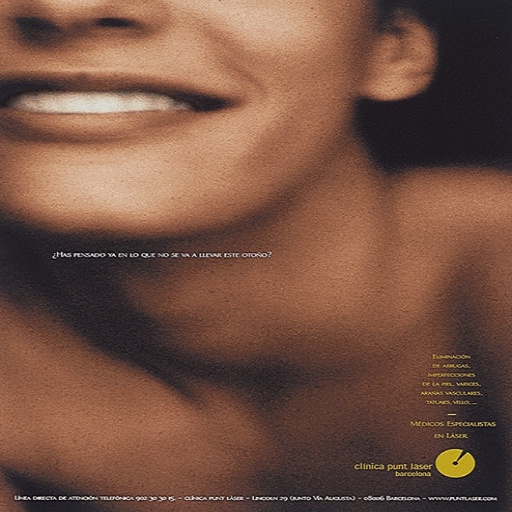 ¿Has pensado ya en lo que no se va a llevar este otoño?
Eliminación
de arrugas,
imperfecciones
de la piel, varices,
arañas vasculares,
tatuajes, vello, ...
Médicos Especialistas
en Láser.
clínica punt làser
barcelona
Línea directa de atención telefónica 902 30 30 15. – clínica punt làser – Lincoln 29 (junto Vía Augusta) – 08006 Barcelona – www.puntlaser.com